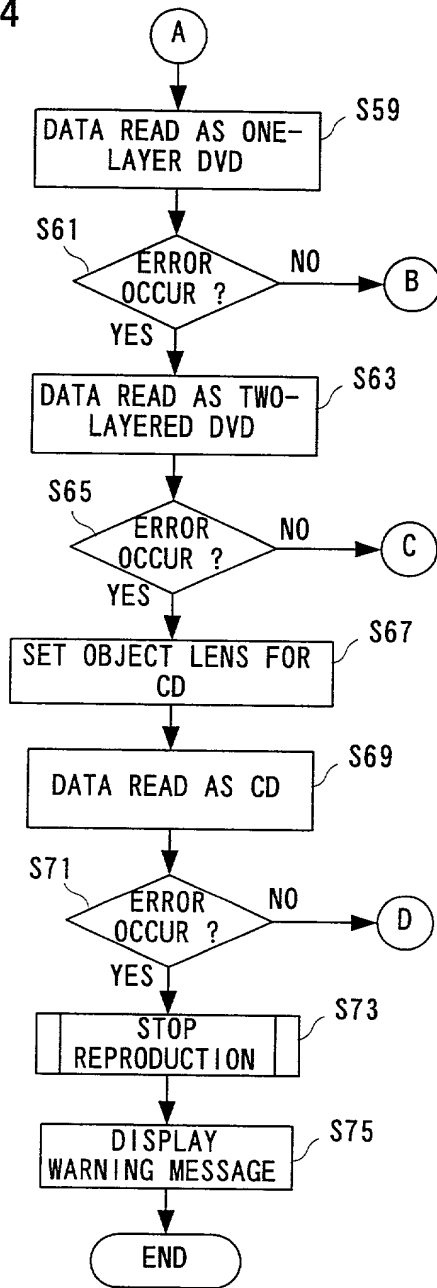 4
A
S59
DATA READ AS ONE-
LAYER DVD
S61
ERROR
OCCUR ?
NO
B
YES
S63
DATA READ AS TWO-
LAYERED DVD
S65
ERROR
OCCUR ?
NO
C
YES
S67
SET OBJECT LENS FOR
CD
S69
DATA READ AS CD
S71
ERROR
OCCUR ?
NO
D
YES
S73
STOP
REPRODUCTION
S75
DISPLAY
WARNING MESSAGE
END